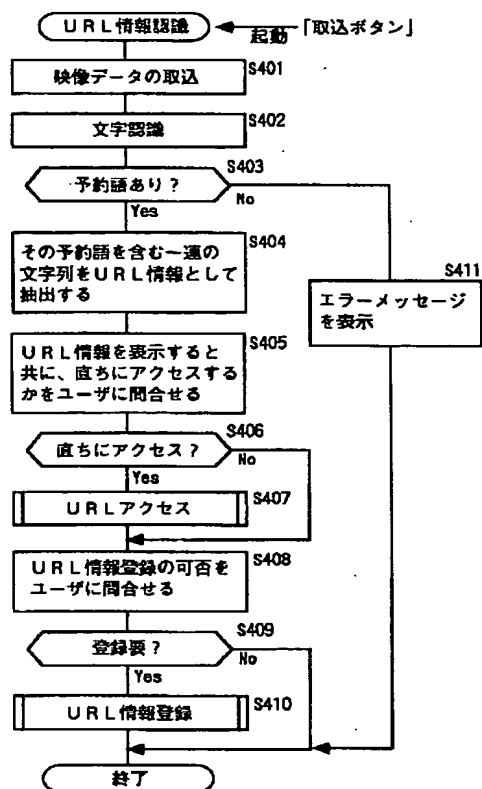 URL情報認識
起動
「取込ボタン」
映像データの取込
S401
文字認識
S402
予約語あり?
S403
No
Yes
その予約語を含む一連の
文字列をURL情報として
抽出する
S404
エラーメッセージ
を表示
S411
URL情報を表示すると
共に、直ちにアクセスする
かをユーザに問合せる
S405
直ちにアクセス?
S406
No
Yes
URLアクセス
S407
URL情報登録の可否を
ユーザに問合せる
S408
登録要?
S409
No
Yes
URL情報登録
S410
終了